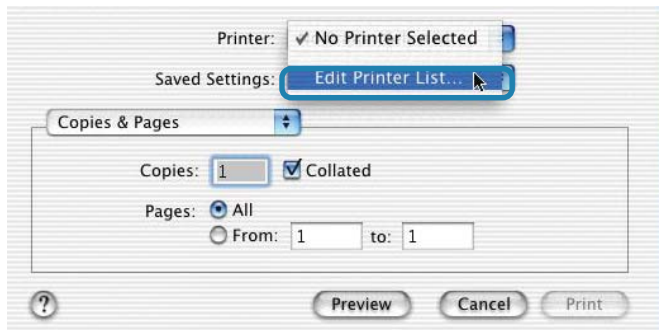 Printer: ✓ No Printer Selected
Saved Settings: Edit Printer List...
Copies & Pages
Copies: 1 Collated
Pages: All
From: 1 to: 1
? Preview Cancel Print